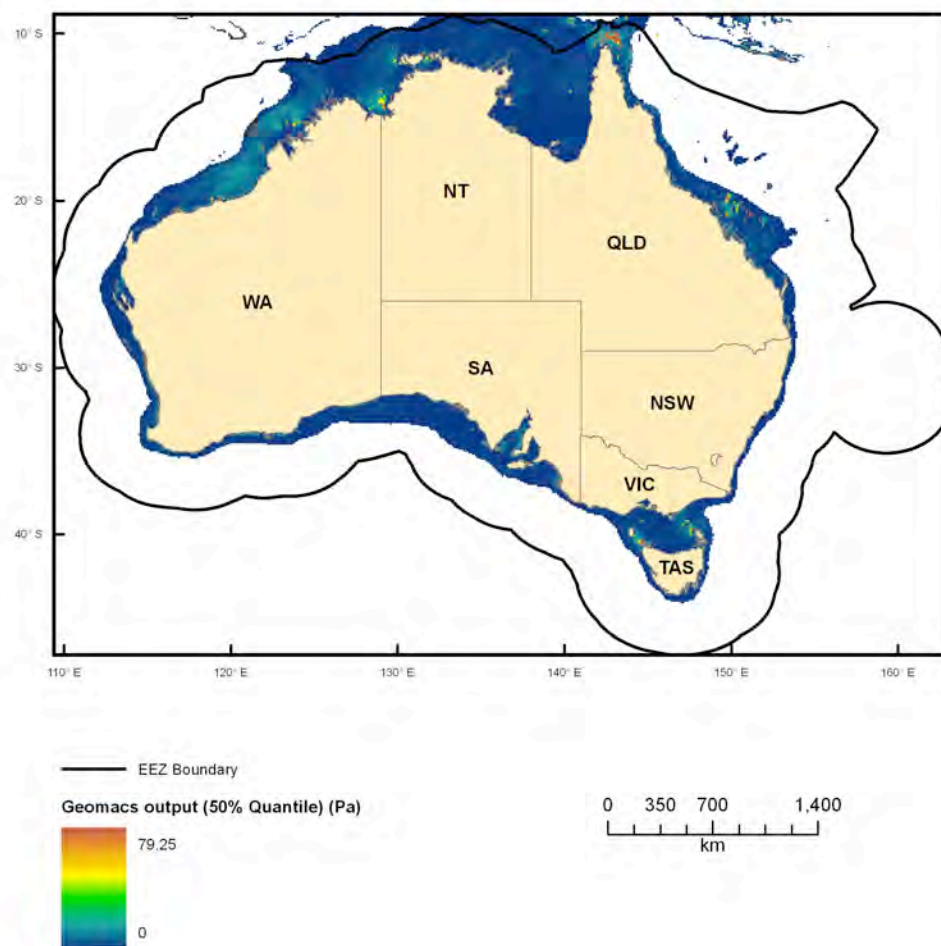 10° S
20° S
30° S
40° S
NT
QLD
WA
SA
NSW
VIC
TAS
110° E
120° E
130° E
140° E
150° E
160° E
EEZ Boundary
Geomacs output (50% Quantile) (Pa)
79.25
0
0 350 700 1,400
km